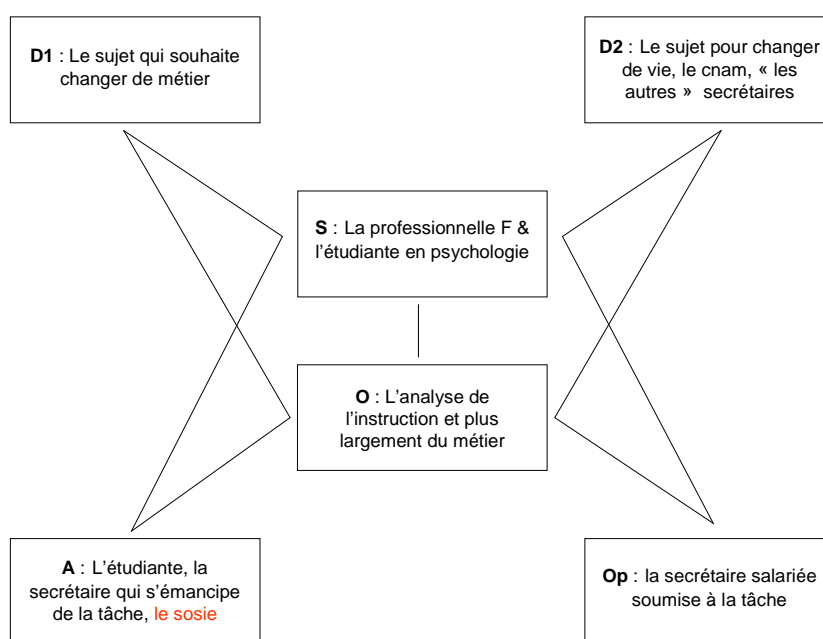 D1 : Le sujet qui souhaite
changer de métier
D2 : Le sujet pour changer
de vie, le cnam, « les
autres » secrétaires
S : La professionnelle F &
l'étudiante en psychologie
O : L'analyse de
l'instruction et plus
largement du métier
A : L'étudiante, la
secrétaire qui s'émancipe
de la tâche, le sosie
Op : la secrétaire salariée
soumise à la tâche